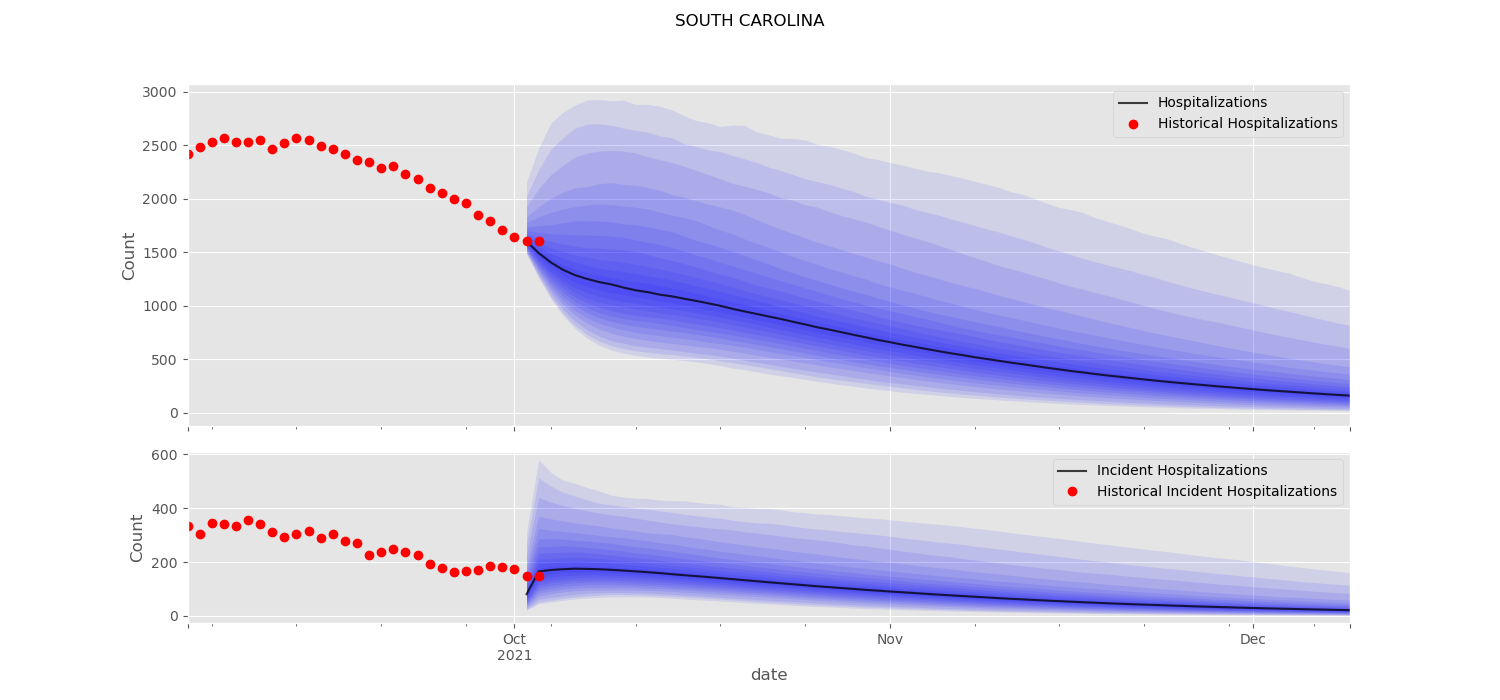 SOUTH CAROLINA
3000
2500
2000
1500
1000
500
0
Count
Hospitalizations
Historical Hospitalizations
600
400
200
0
Count
Incident Hospitalizations
Historical Incident Hospitalizations
Oct
2021
Nov
Dec
date